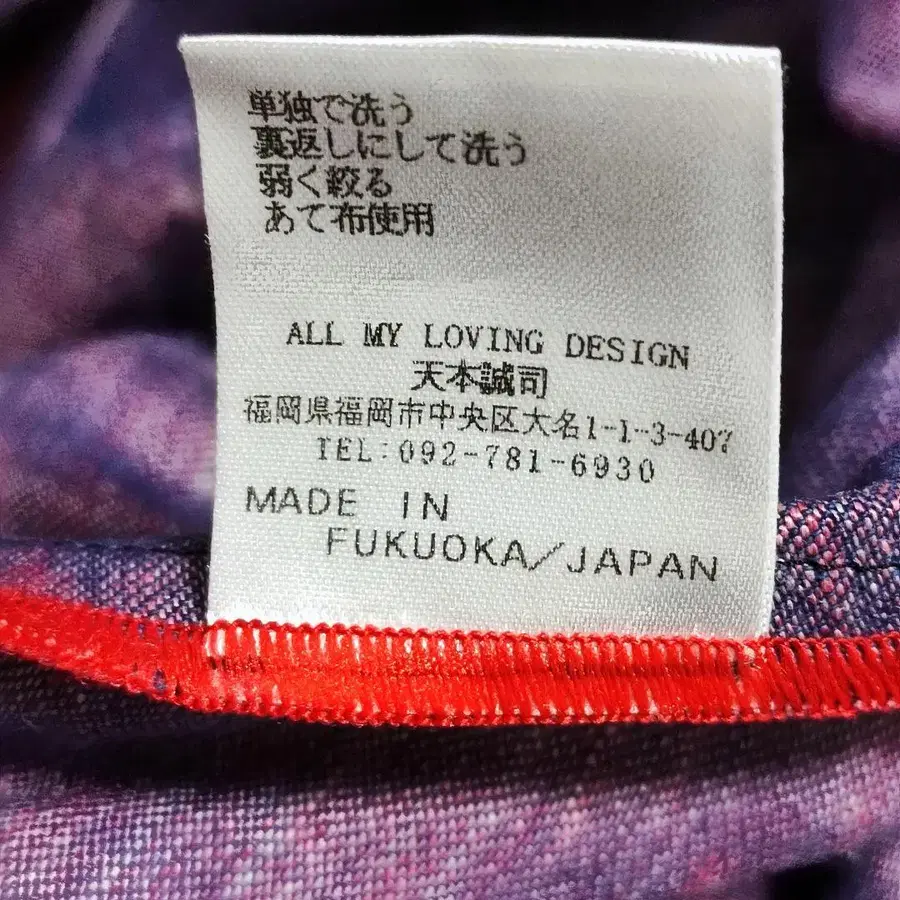 単独で洗う
裏返しにして洗う
弱く絞る
あて布使用
ALL MY LOVING DESIGN
天本誠司
福岡県福岡市中央区大名1-1-3-407
TEL:092-781-6930
MADE IN
FUKUOKA/JAPAN